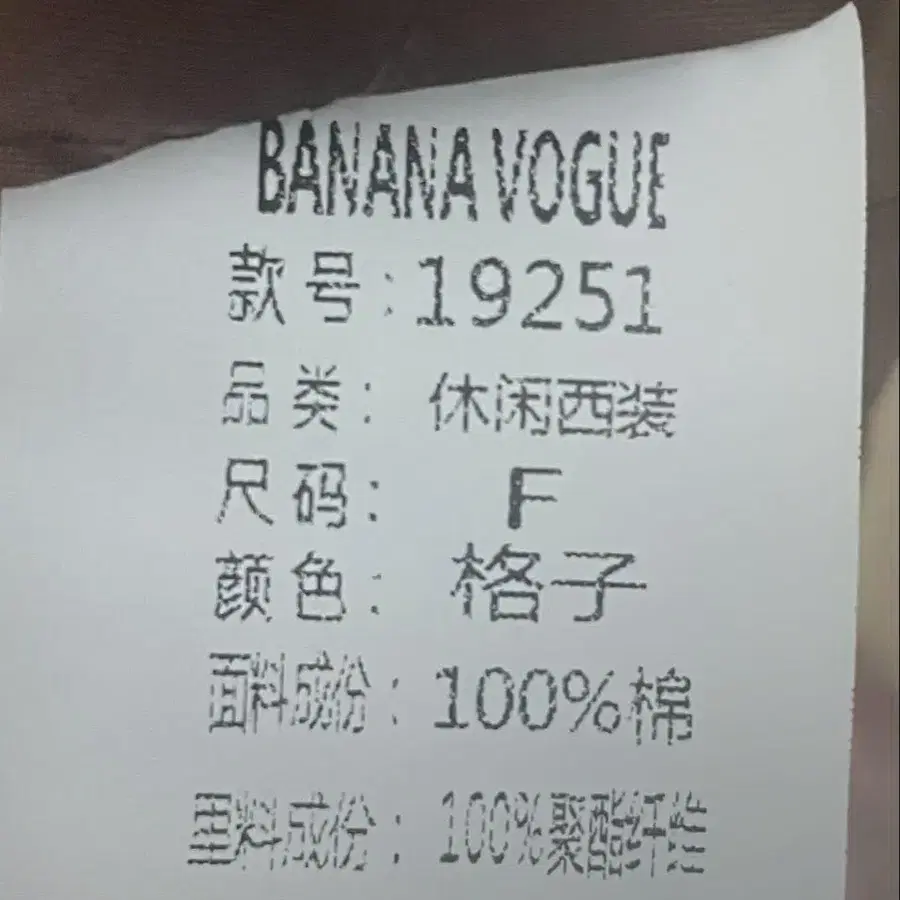 BANANA VOGUE
款号:19251
品类: 休闲西装
尺码: F
颜色: 格子
面料成份: 100%棉
里料成份: 100%聚酯纤维